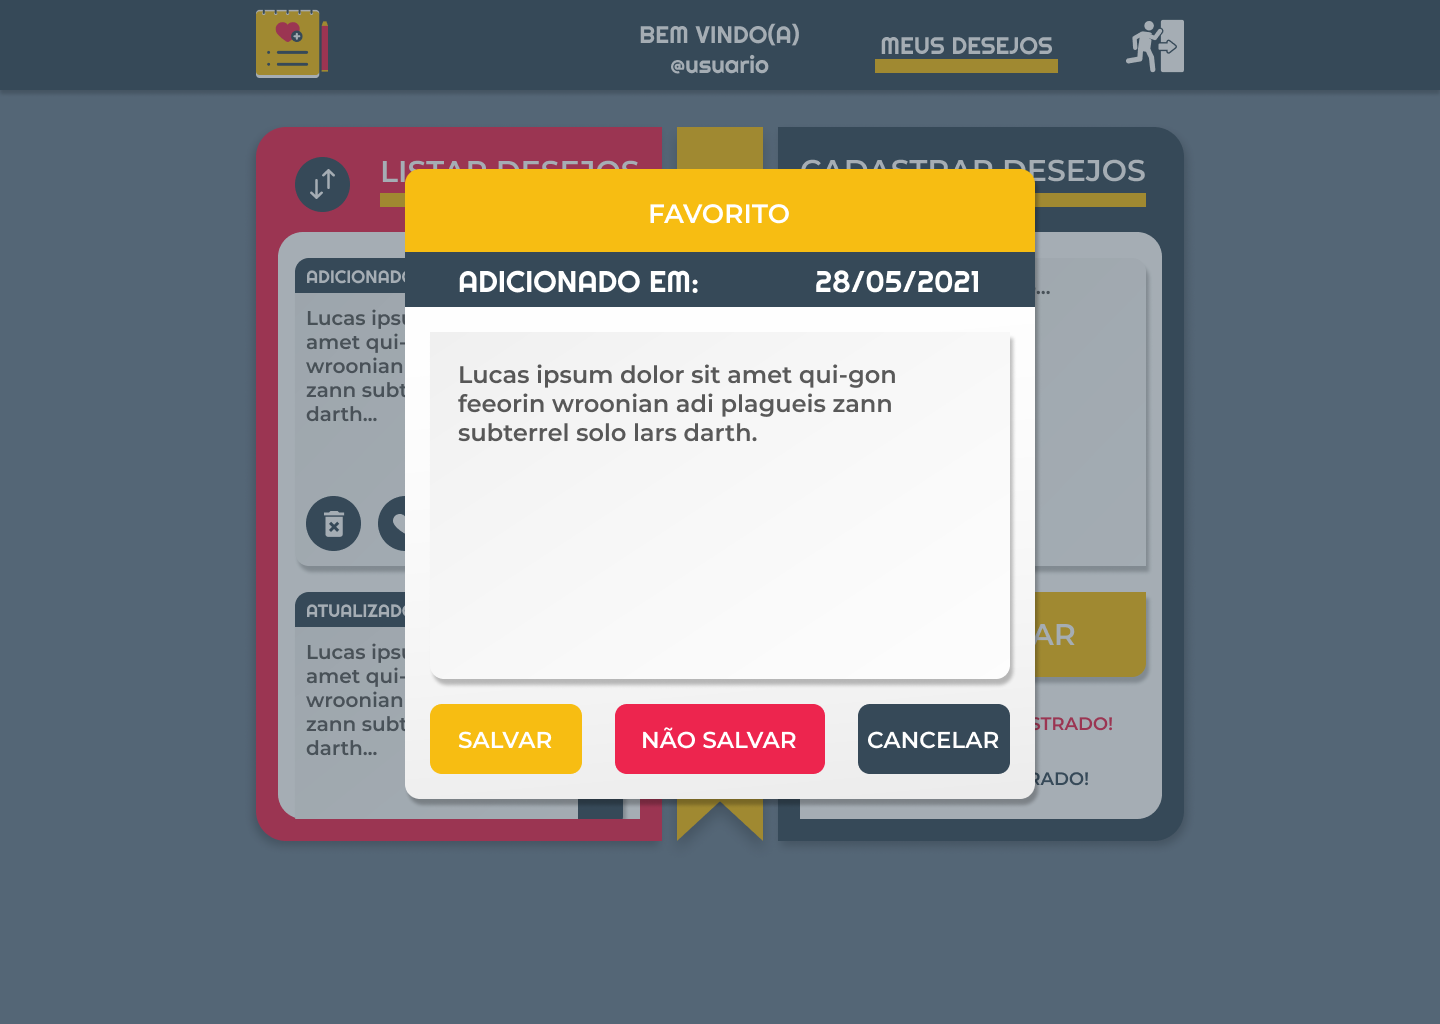 BEM VINDO(A)
@usuario
MEUS DESEJOS
LISTAR DESEJOS
CADASTRAR DESEJOS
FAVORITO
ADICIONADO EM: 28/05/2021
ADICIONADO
Lucas ipsu
amet qui-
wroonian
zann subt
darth...
...
Lucas ipsum dolor sit amet qui-gon
feeorin wroonian adi plagueis zann
subterrel solo lars darth.
ATUALIZADO
Lucas ipsu
amet qui-
wroonian
zann subt
darth...
AR
STRADO!
RADO!
SALVAR
NÃO SALVAR
CANCELAR